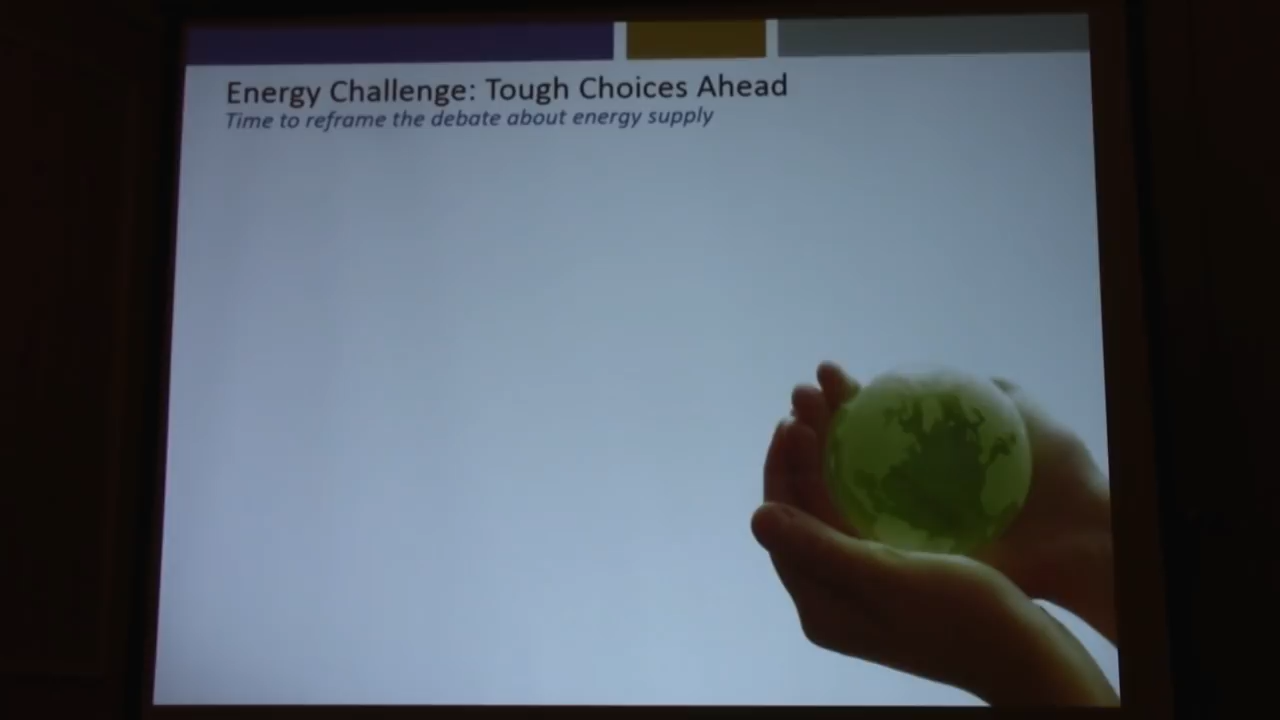 Energy Challenge: Tough Choices Ahead
Time to reframe the debate about energy supply